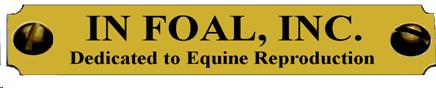 IN FOAL, INC.
Dedicated to Equine Reproduction